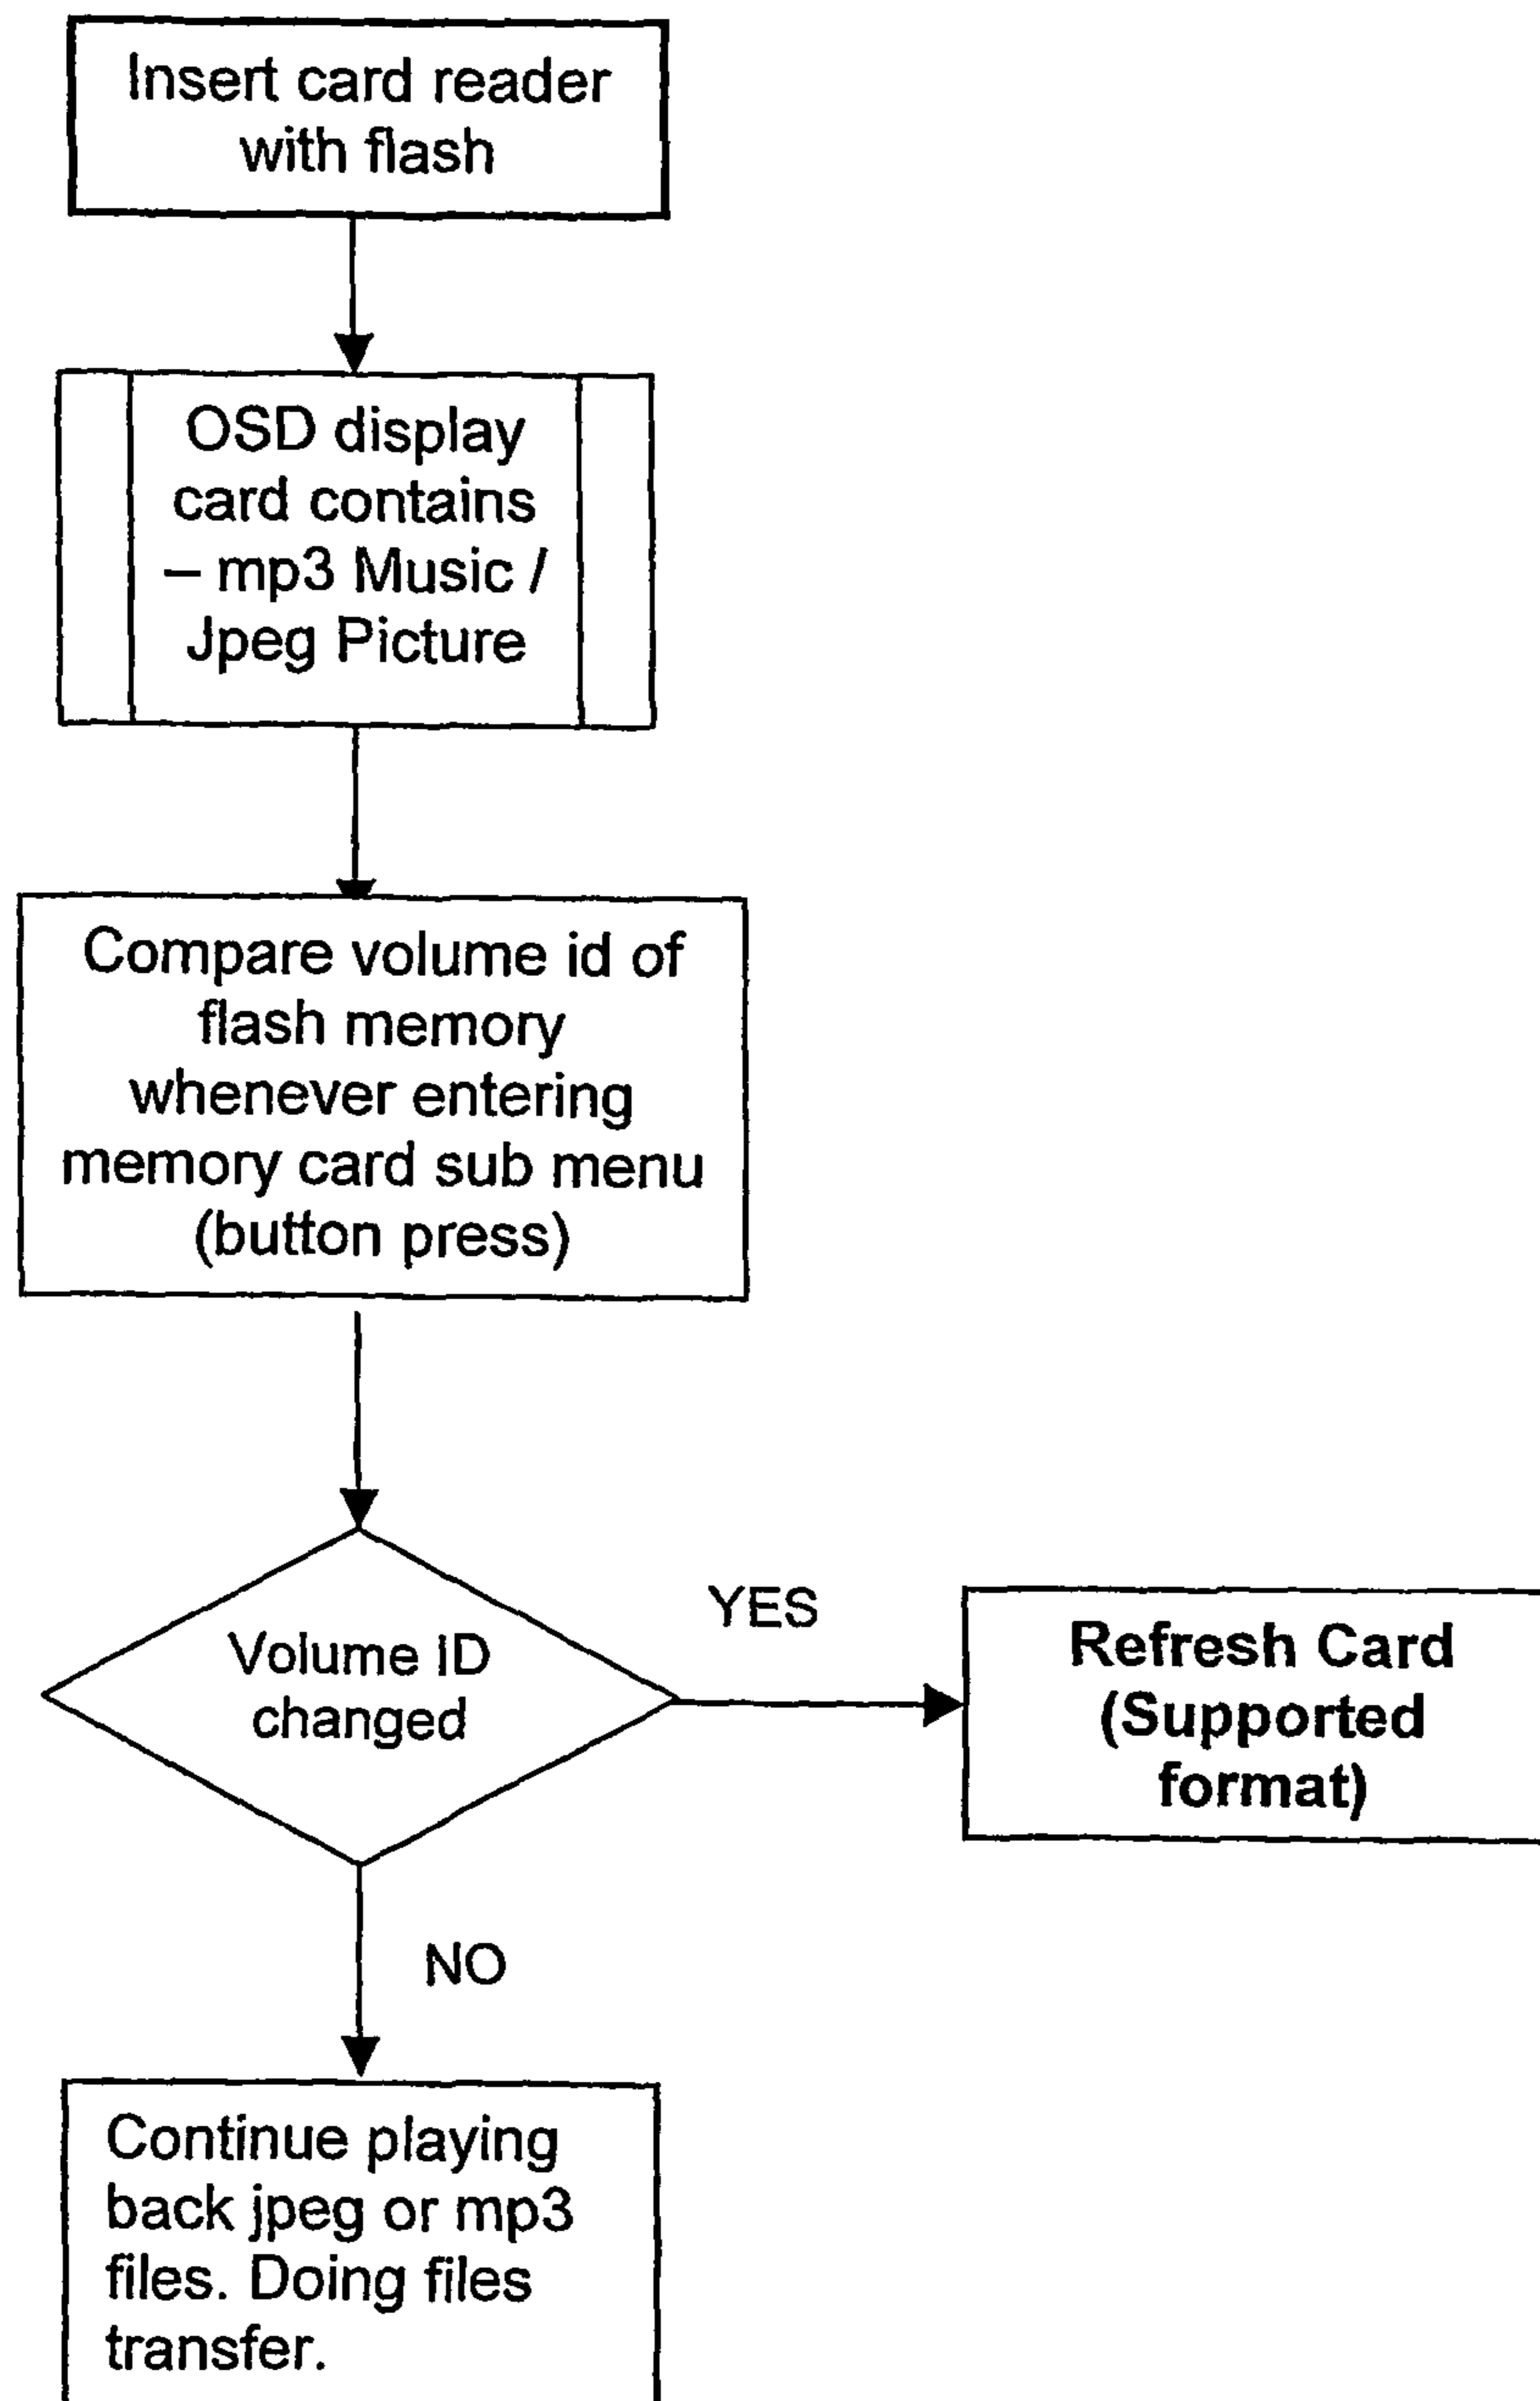 Insert card reader
with flash
OSD display
card contains
– mp3 Music /
Jpeg Picture
Compare volume id of
flash memory
whenever entering
memory card sub menu
(button press)
Volume ID
changed
YES
Refresh Card
(Supported
format)
NO
Continue playing
back jpeg or mp3
files. Doing files
transfer.